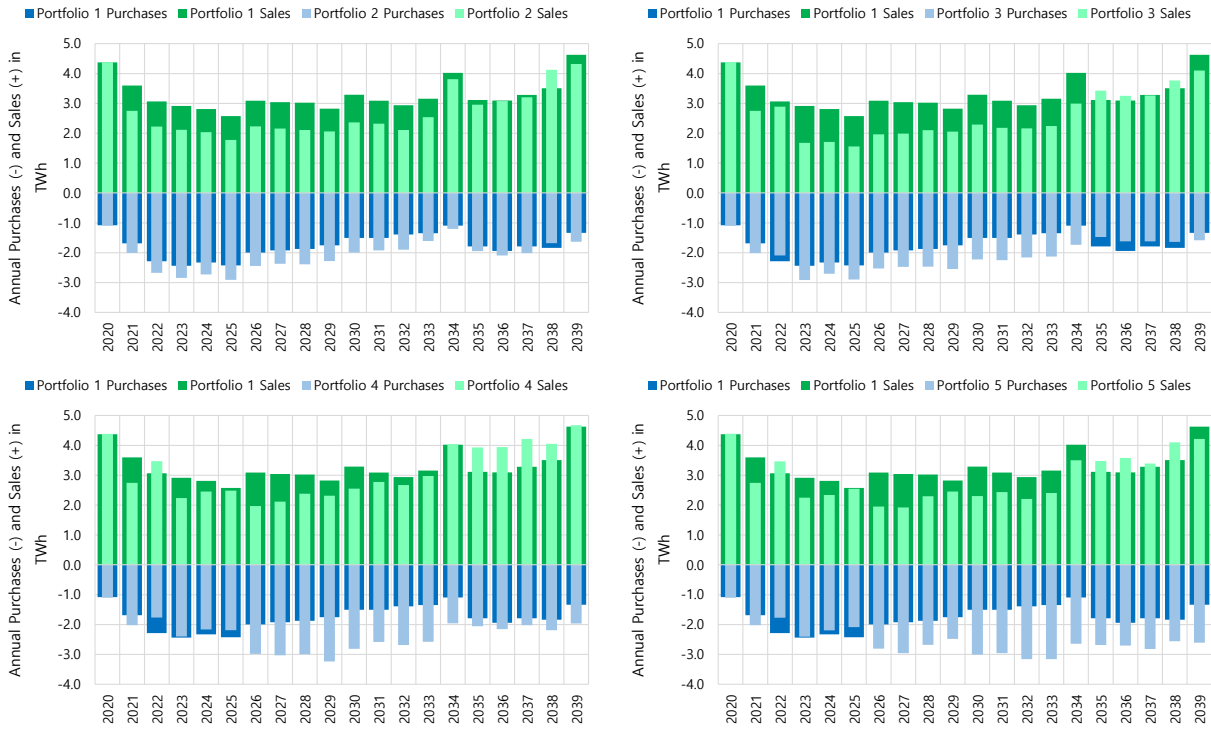 Portfolio 1 Purchases Portfolio 1 Sales Portfolio 2 Purchases Portfolio 2 Sales
Annual Purchases (-) and Sales (+) in
TWh
5.0
4.0
3.0
2.0
1.0
0.0
-1.0
-2.0
-3.0
-4.0
2020 2021 2022 2023 2024 2025 2026 2027 2028 2029 2030 2031 2032 2033 2034 2035 2036 2037 2038 2039
Portfolio 1 Purchases Portfolio 1 Sales Portfolio 3 Purchases Portfolio 3 Sales
Annual Purchases (-) and Sales (+) in
TWh
5.0
4.0
3.0
2.0
1.0
0.0
-1.0
-2.0
-3.0
-4.0
2020 2021 2022 2023 2024 2025 2026 2027 2028 2029 2030 2031 2032 2033 2034 2035 2036 2037 2038 2039
Portfolio 1 Purchases Portfolio 1 Sales Portfolio 4 Purchases Portfolio 4 Sales
Annual Purchases (-) and Sales (+) in
TWh
5.0
4.0
3.0
2.0
1.0
0.0
-1.0
-2.0
-3.0
-4.0
2020 2021 2022 2023 2024 2025 2026 2027 2028 2029 2030 2031 2032 2033 2034 2035 2036 2037 2038 2039
Portfolio 1 Purchases Portfolio 1 Sales Portfolio 5 Purchases Portfolio 5 Sales
Annual Purchases (-) and Sales (+) in
TWh
5.0
4.0
3.0
2.0
1.0
0.0
-1.0
-2.0
-3.0
-4.0
2020 2021 2022 2023 2024 2025 2026 2027 2028 2029 2030 2031 2032 2033 2034 2035 2036 2037 2038 2039